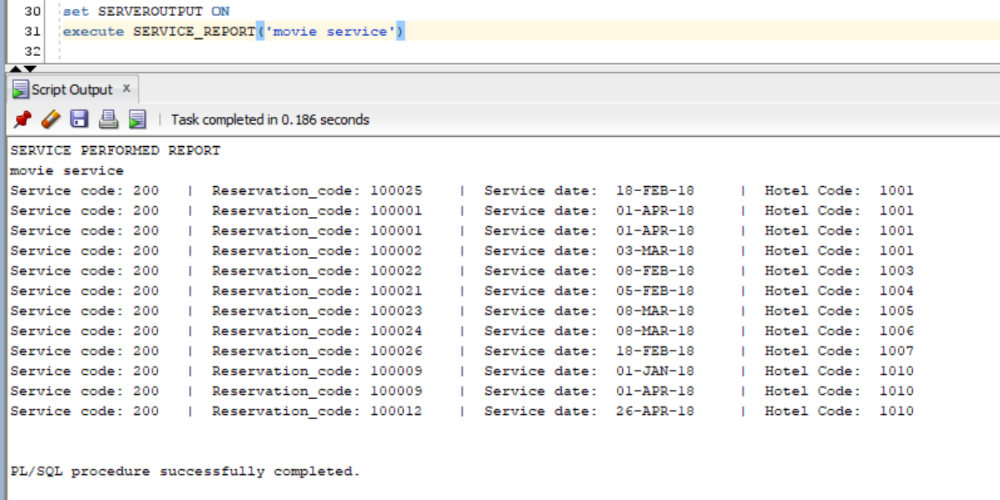 30 set SERVEROUTPUT ON
31 execute SERVICE_REPORT('movie service')
32
Script Output x
Task completed in 0.186 seconds
SERVICE PERFORMED REPORT
movie service
Service code: 200 | Reservation_code: 100025 | Service date: 18-FEB-18 | Hotel Code: 1001
Service code: 200 | Reservation_code: 100001 | Service date: 01-APR-18 | Hotel Code: 1001
Service code: 200 | Reservation_code: 100001 | Service date: 01-APR-18 | Hotel Code: 1001
Service code: 200 | Reservation_code: 100002 | Service date: 03-MAR-18 | Hotel Code: 1001
Service code: 200 | Reservation_code: 100022 | Service date: 08-FEB-18 | Hotel Code: 1003
Service code: 200 | Reservation_code: 100021 | Service date: 05-FEB-18 | Hotel Code: 1004
Service code: 200 | Reservation_code: 100023 | Service date: 08-MAR-18 | Hotel Code: 1005
Service code: 200 | Reservation_code: 100024 | Service date: 08-MAR-18 | Hotel Code: 1006
Service code: 200 | Reservation_code: 100026 | Service date: 18-FEB-18 | Hotel Code: 1007
Service code: 200 | Reservation_code: 100009 | Service date: 01-JAN-18 | Hotel Code: 1010
Service code: 200 | Reservation_code: 100009 | Service date: 01-APR-18 | Hotel Code: 1010
Service code: 200 | Reservation_code: 100012 | Service date: 26-APR-18 | Hotel Code: 1010
PL/SQL procedure successfully completed.